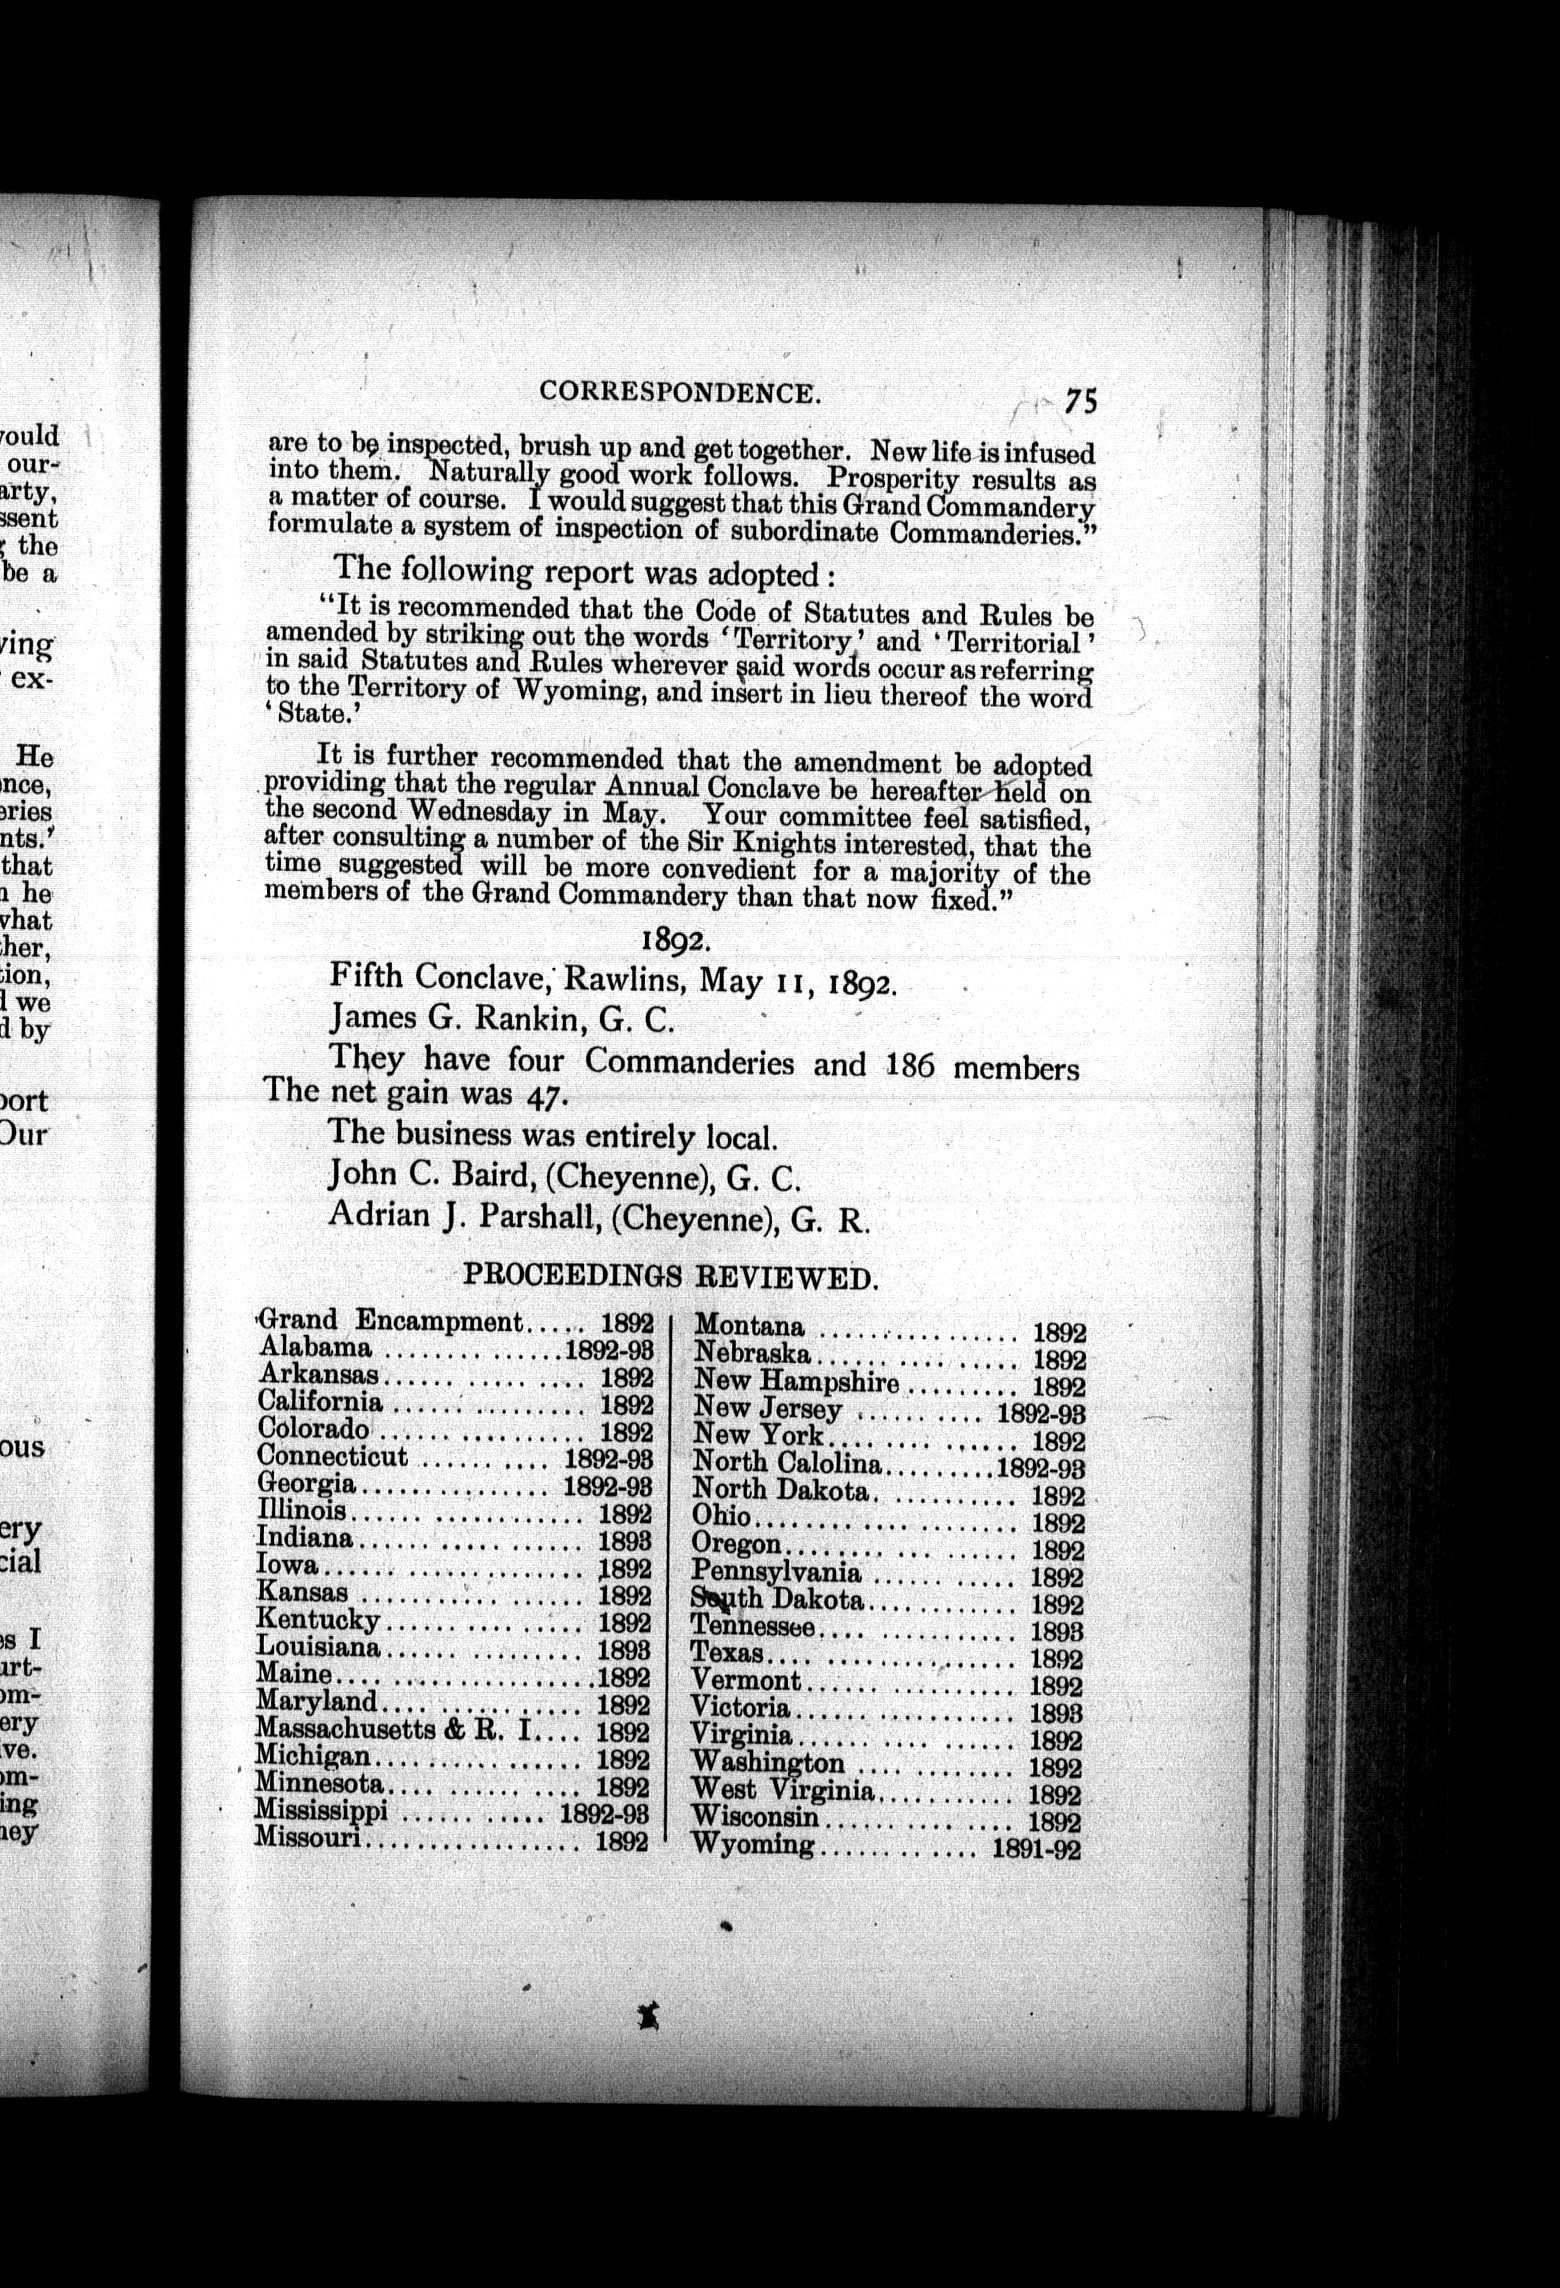 CORRESPONDENCE. 75
are to be inspected, brush up and get together. New life is infused
into them. Naturally good work follows. Prosperity results as
a matter of course. I would suggest that this Grand Commandery
formulate a system of inspection of subordinate Commanderies.”
The following report was adopted :
“It is recommended that the Code of Statutes and Rules be
amended by striking out the words ‘Territory’ and ‘Territorial’
in said Statutes and Rules wherever said words occur as referring
to the Territory of Wyoming, and insert in lieu thereof the word
‘State.’
It is further recommended that the amendment be adopted
providing that the regular Annual Conclave be hereafter held on
the second Wednesday in May. Your committee feel satisfied,
after consulting a number of the Sir Knights interested, that the
time suggested will be more convedient for a majority of the
members of the Grand Commandery than that now fixed.”
1892.
Fifth Conclave, Rawlins, May 11, 1892.
James G. Rankin, G. C.
They have four Commanderies and 186 members
The net gain was 47.
The business was entirely local.
John C. Baird, (Cheyenne), G. C.
Adrian J. Parshall, (Cheyenne), G. R.
PROCEEDINGS REVIEWED.
Grand Encampment..... 1892
Alabama ..............1892-93
Arkansas............... 1892
California ............... 1892
Colorado ................ 1892
Connecticut .......... 1892-93
Georgia............... 1892-93
Illinois.................. 1892
Indiana................. 1893
Iowa.................... 1892
Kansas ................. 1892
Kentucky............... 1892
Louisiana............... 1893
Maine....................1892
Maryland............... 1892
Massachusetts & R. I.... 1892
Michigan................ 1892
Minnesota.............. 1892
Mississippi ........... 1892-93
Missouri................. 1892
Montana ................ 1892
Nebraska............... 1892
New Hampshire ......... 1892
New Jersey .......... 1892-93
New York.............. 1892
North Calolina.........1892-93
North Dakota. .......... 1892
Ohio................... 1892
Oregon................. 1892
Pennsylvania ........... 1892
South Dakota............ 1892
Tennessee............... 1893
Texas................... 1892
Vermont................ 1892
Victoria................. 1893
Virginia................ 1892
Washington ............ 1892
West Virginia........... 1892
Wisconsin............... 1892
Wyoming............ 1891-92